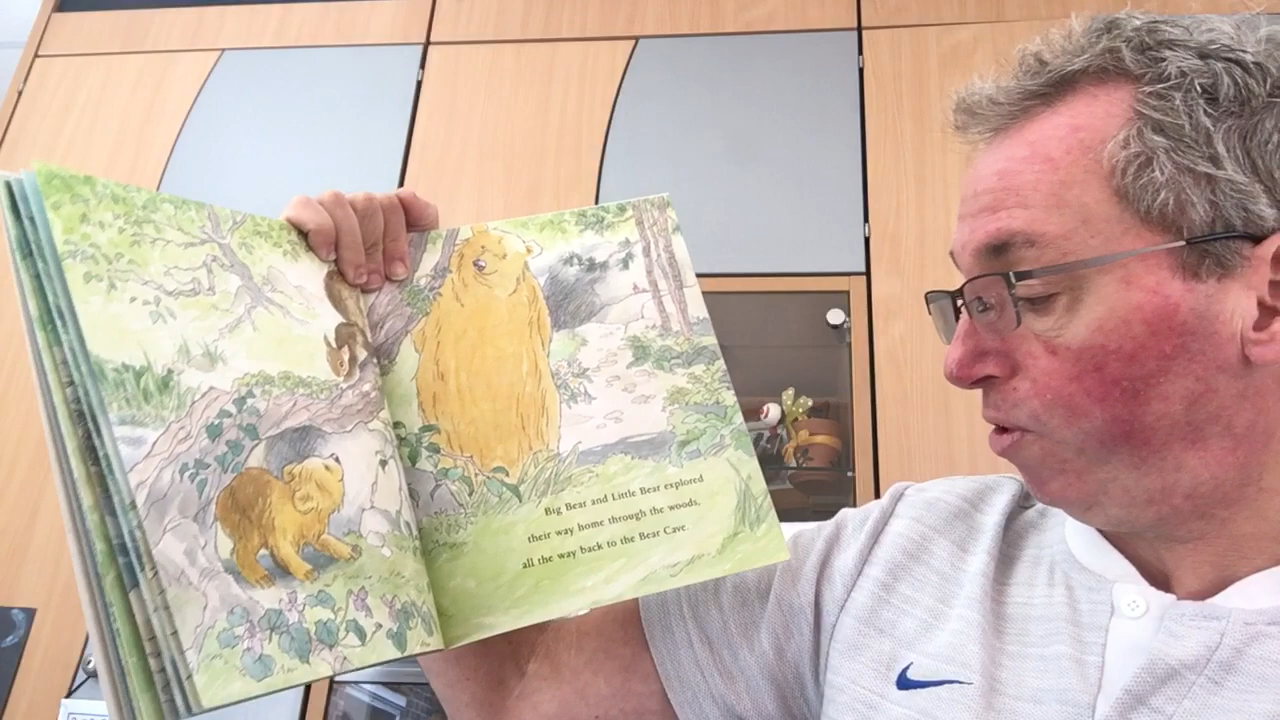 Big Bear and Little Bear explored
their way home through the woods,
all the way back to the Bear Cave.